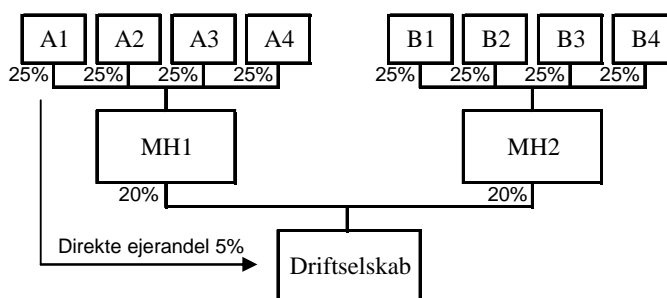 A1 A2 A3 A4 B1 B2 B3 B4
25% 25% 25% 25% 25% 25% 25% 25%
MH1 MH2
20% 20%
Direkte ejerandel 5%
Driftselskab